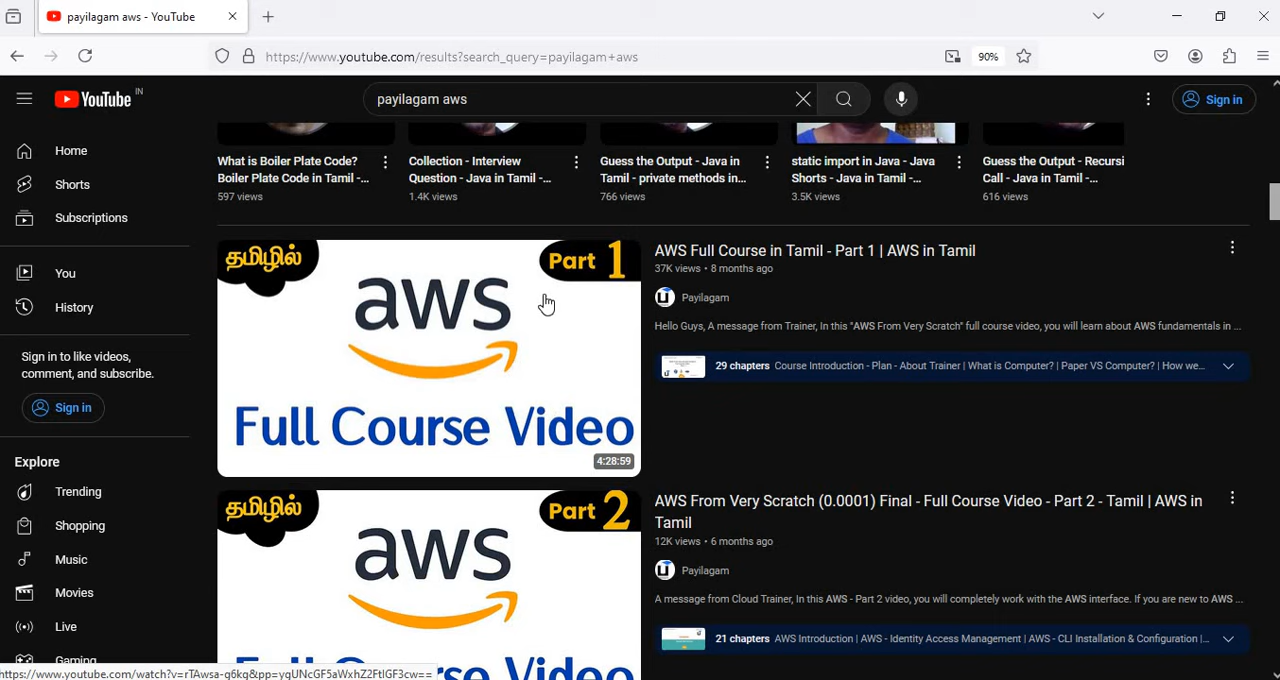 payilagam aws - YouTube
https://www.youtube.com/results?search_query=payilagam+aws
90%
YouTube IN
payilagam aws
Sign in
Home
Shorts
Subscriptions
You
History
Sign in to like videos,
comment, and subscribe.
Sign in
Explore
Trending
Shopping
Music
Movies
Live
Gaming
What is Boiler Plate Code?
Boiler Plate Code in Tamil -...
597 views
Collection - Interview
Question - Java in Tamil -...
1.4K views
Guess the Output - Java in
Tamil - private methods in...
766 views
static import in Java - Java
Shorts - Java in Tamil -...
3.5K views
Guess the Output - Recursi
Call - Java in Tamil -...
616 views
தமிழில்
Part 1
aws
Full Course Video
4:28:59
AWS Full Course in Tamil - Part 1 | AWS in Tamil
37K views • 8 months ago
Payilagam
Hello Guys, A message from Trainer, In this "AWS From Very Scratch" full course video, you will learn about AWS fundamentals in ...
29 chapters Course Introduction - Plan - About Trainer | What is Computer? | Paper VS Computer? | How we...
தமிழில்
Part 2
aws
Full Course Video
AWS From Very Scratch (0.0001) Final - Full Course Video - Part 2 - Tamil | AWS in
Tamil
12K views • 6 months ago
Payilagam
A message from Cloud Trainer, In this AWS - Part 2 video, you will completely work with the AWS interface. If you are new to AWS ...
21 chapters AWS Introduction | AWS - Identity Access Management | AWS - CLI Installation & Configuration |...